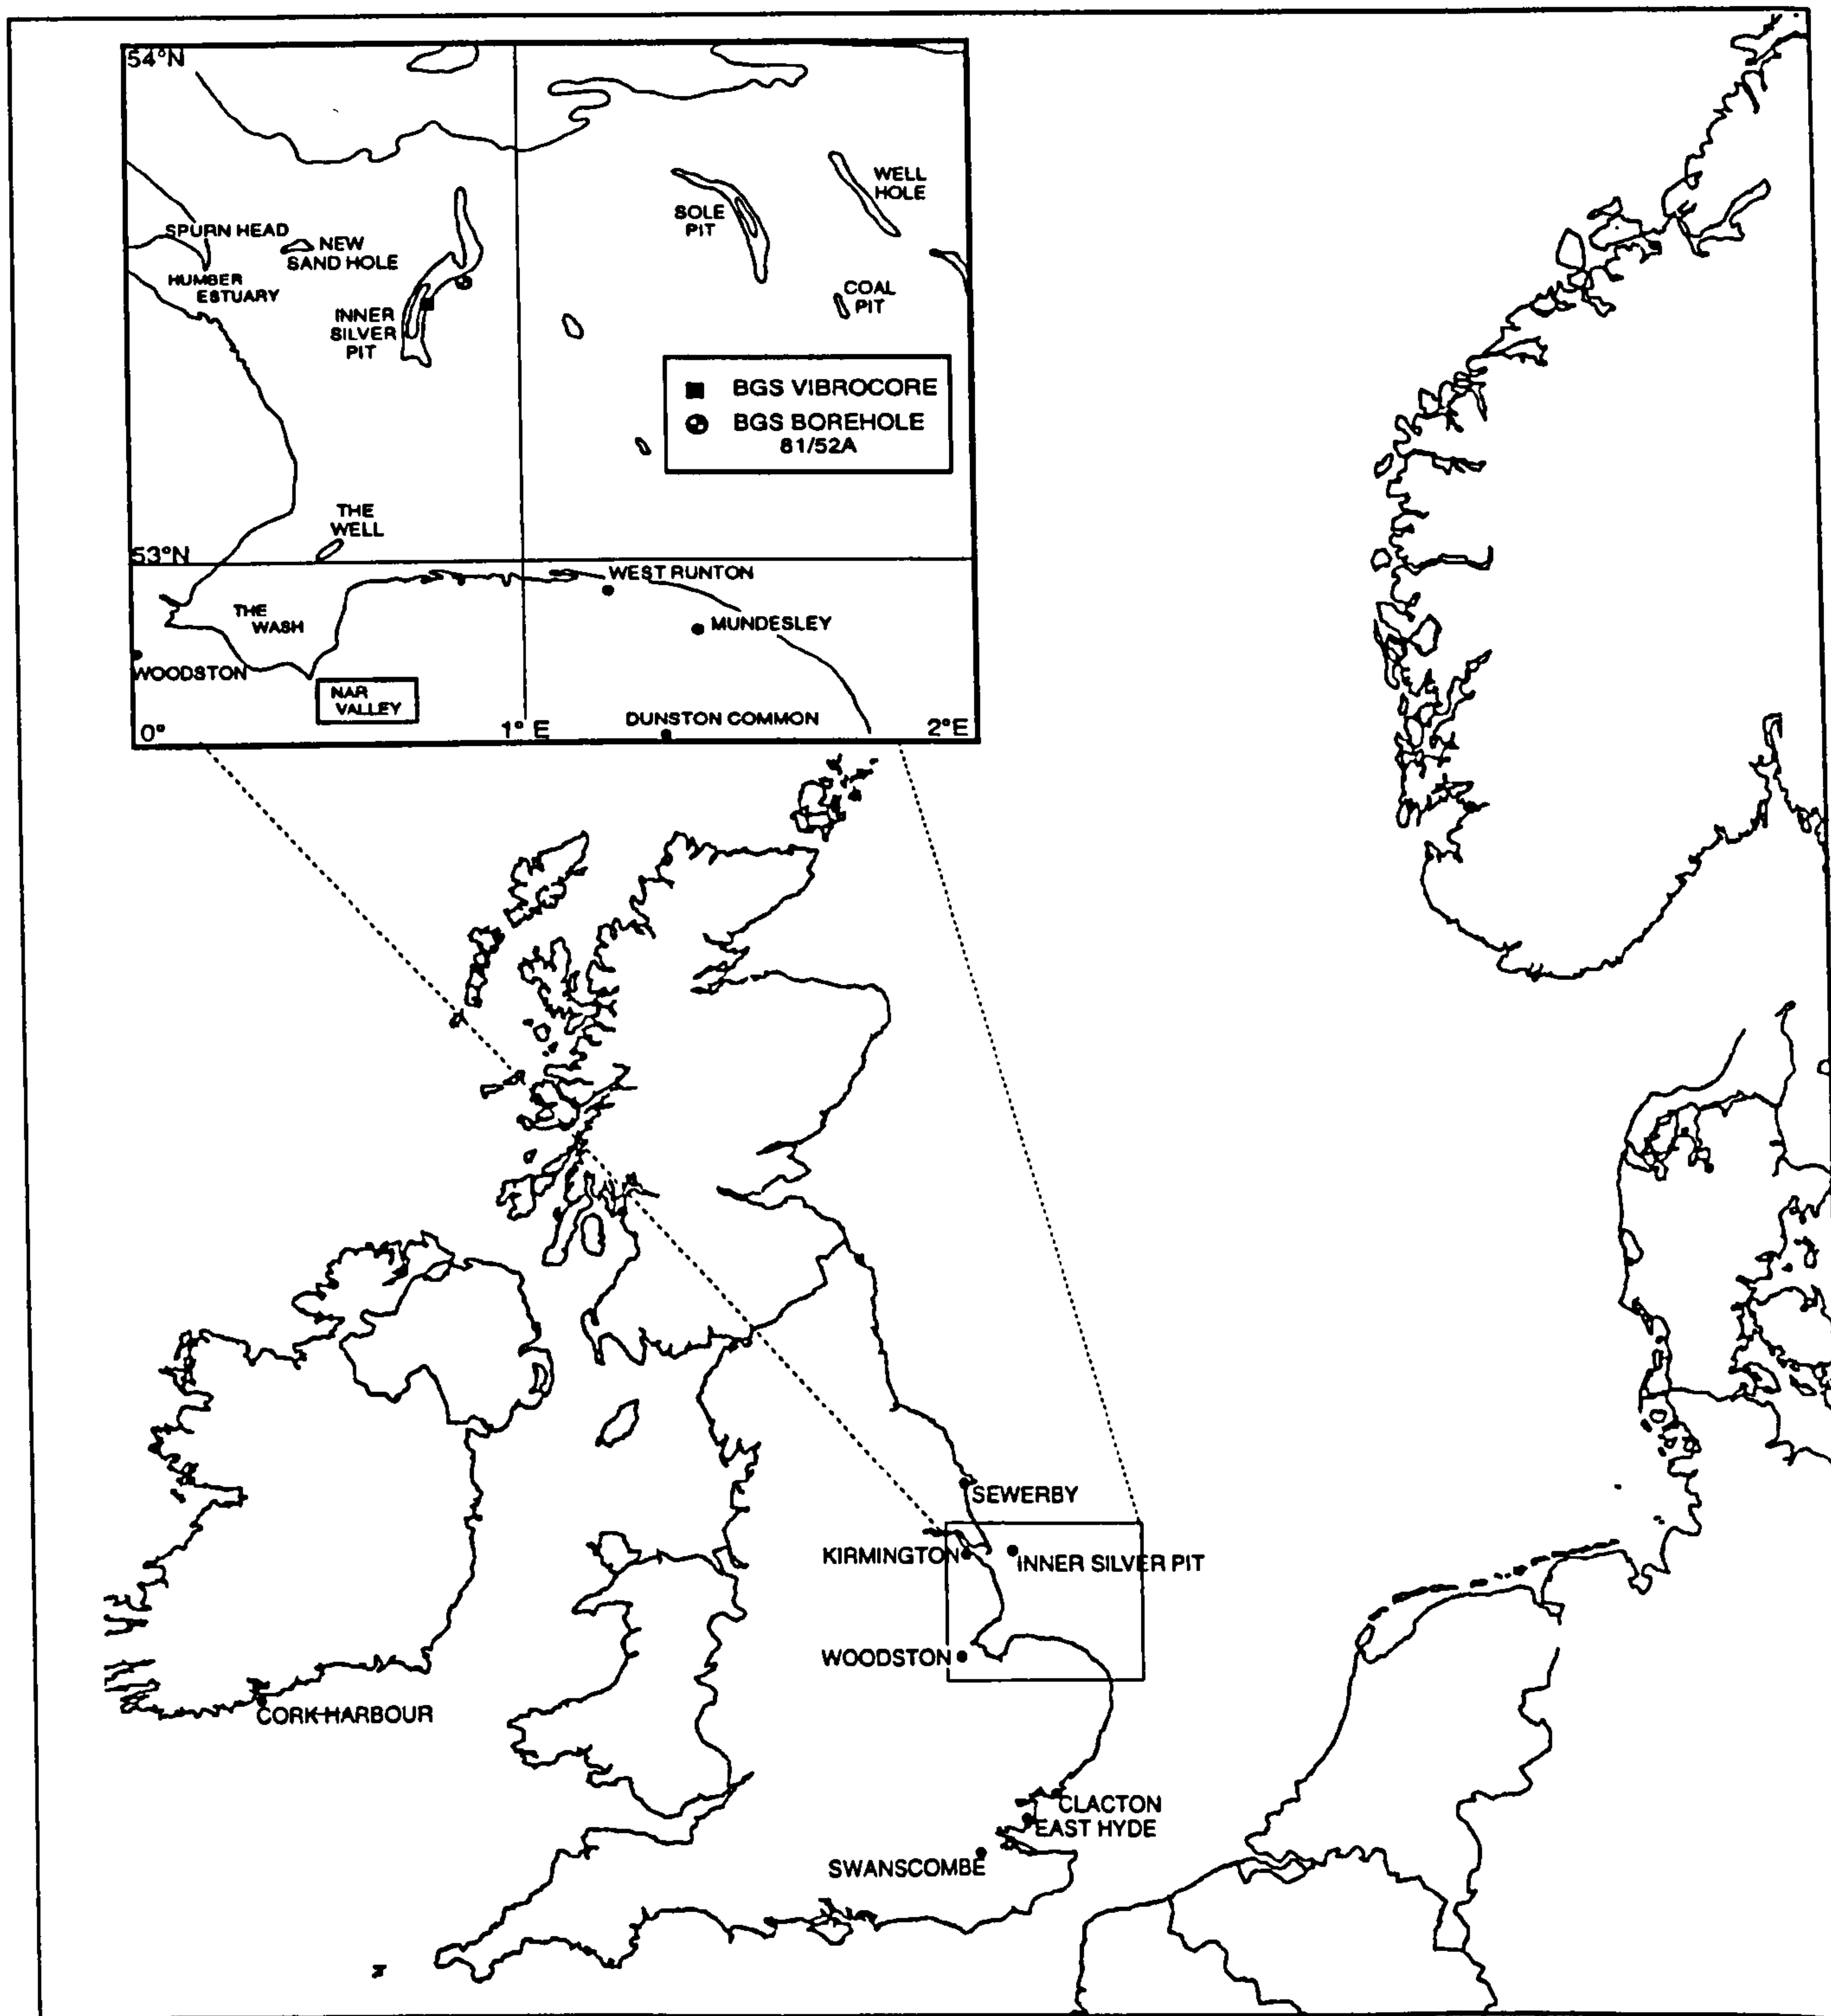 54°N
WELL
HOLE
SOLE
PIT
SPURN HEAD
NEW
SAND HOLE
HUMBER
ESTUARY
COAL
PIT
INNER
SILVER
PIT
BGS VIBROCORE
BGS BOREHOLE
81/52A
THE
WELL
53°N
WEST RUNTON
THE
WASH
MUNDESLEY
WOODSTON
NAR
VALLEY
DUNSTON COMMON
0°
1° E
2°E
SEWERBY
KIRMINGTON
INNER SILVER PIT
WOODSTON
CORK HARBOUR
CLACTON
EAST HYDE
SWANSCOMBE